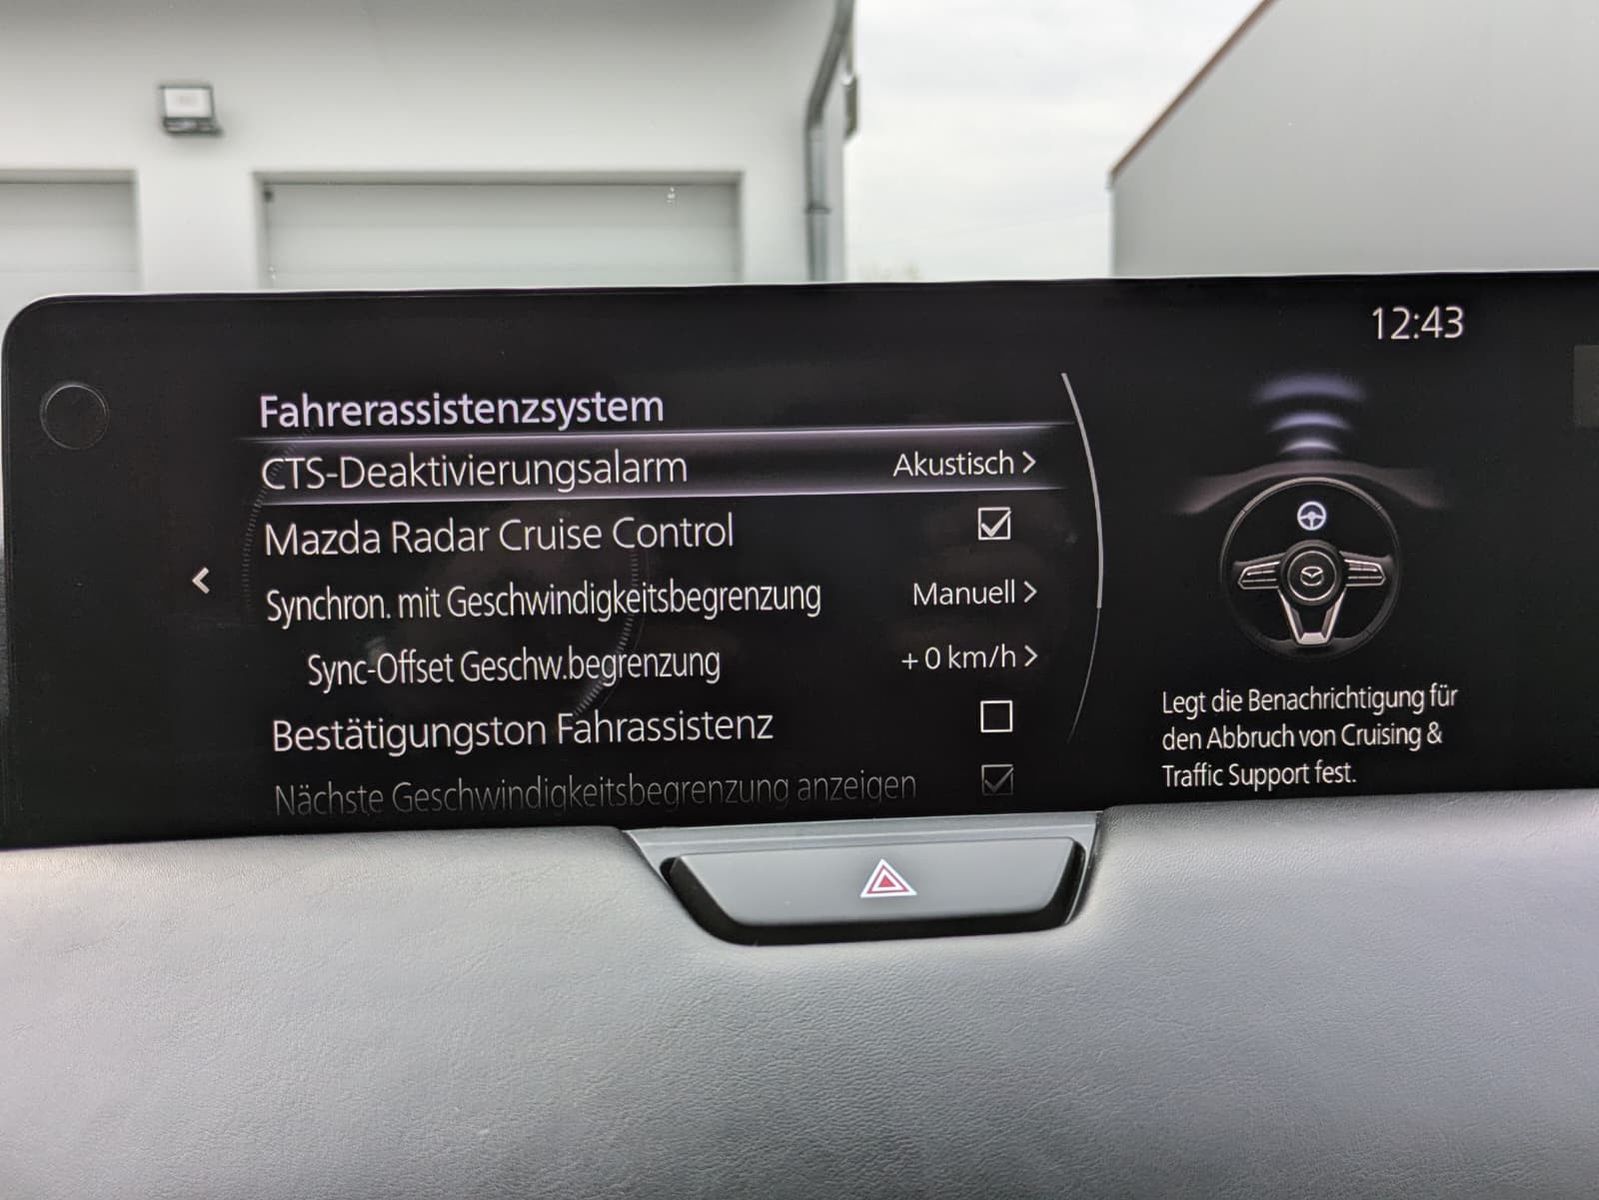 12:43
Fahrerassistenzsystem
CTS-Deaktivierungsalarm Akustisch
Mazda Radar Cruise Control
Synchron. mit Geschwindigkeitsbegrenzung Manuell
Sync-Offset Geschw.begrenzung +0 km/h
Bestätigungston Fahrassistenz
Nächste Geschwindigkeitsbegrenzung anzeigen
Legt die Benachrichtigung für
den Abbruch von Cruising &
Traffic Support fest.